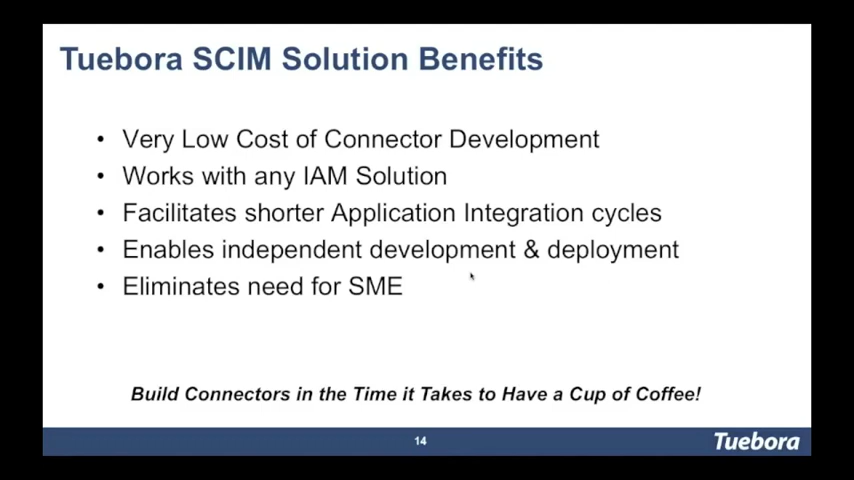 Tuebora SCIM Solution Benefits
• Very Low Cost of Connector Development
• Works with any IAM Solution
• Facilitates shorter Application Integration cycles
• Enables independent development & deployment
• Eliminates need for SME
Build Connectors in the Time it Takes to Have a Cup of Coffee!
14
Tuebora